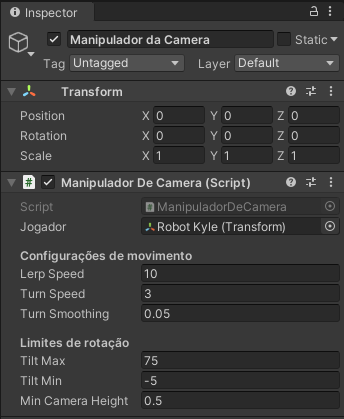 Inspector
Manipulador da Camera Static
Tag Untagged Layer Default
Transform
Position X 0 Y 0 Z 0
Rotation X 0 Y 0 Z 0
Scale X 1 Y 1 Z 1
# Manipulador De Camera (Script)
Script # ManipuladorDeCamera
Jogador Robot Kyle (Transform)
Configurações de movimento
Lerp Speed 10
Turn Speed 3
Turn Smoothing 0.05
Limites de rotação
Tilt Max 75
Tilt Min -5
Min Camera Height 0.5